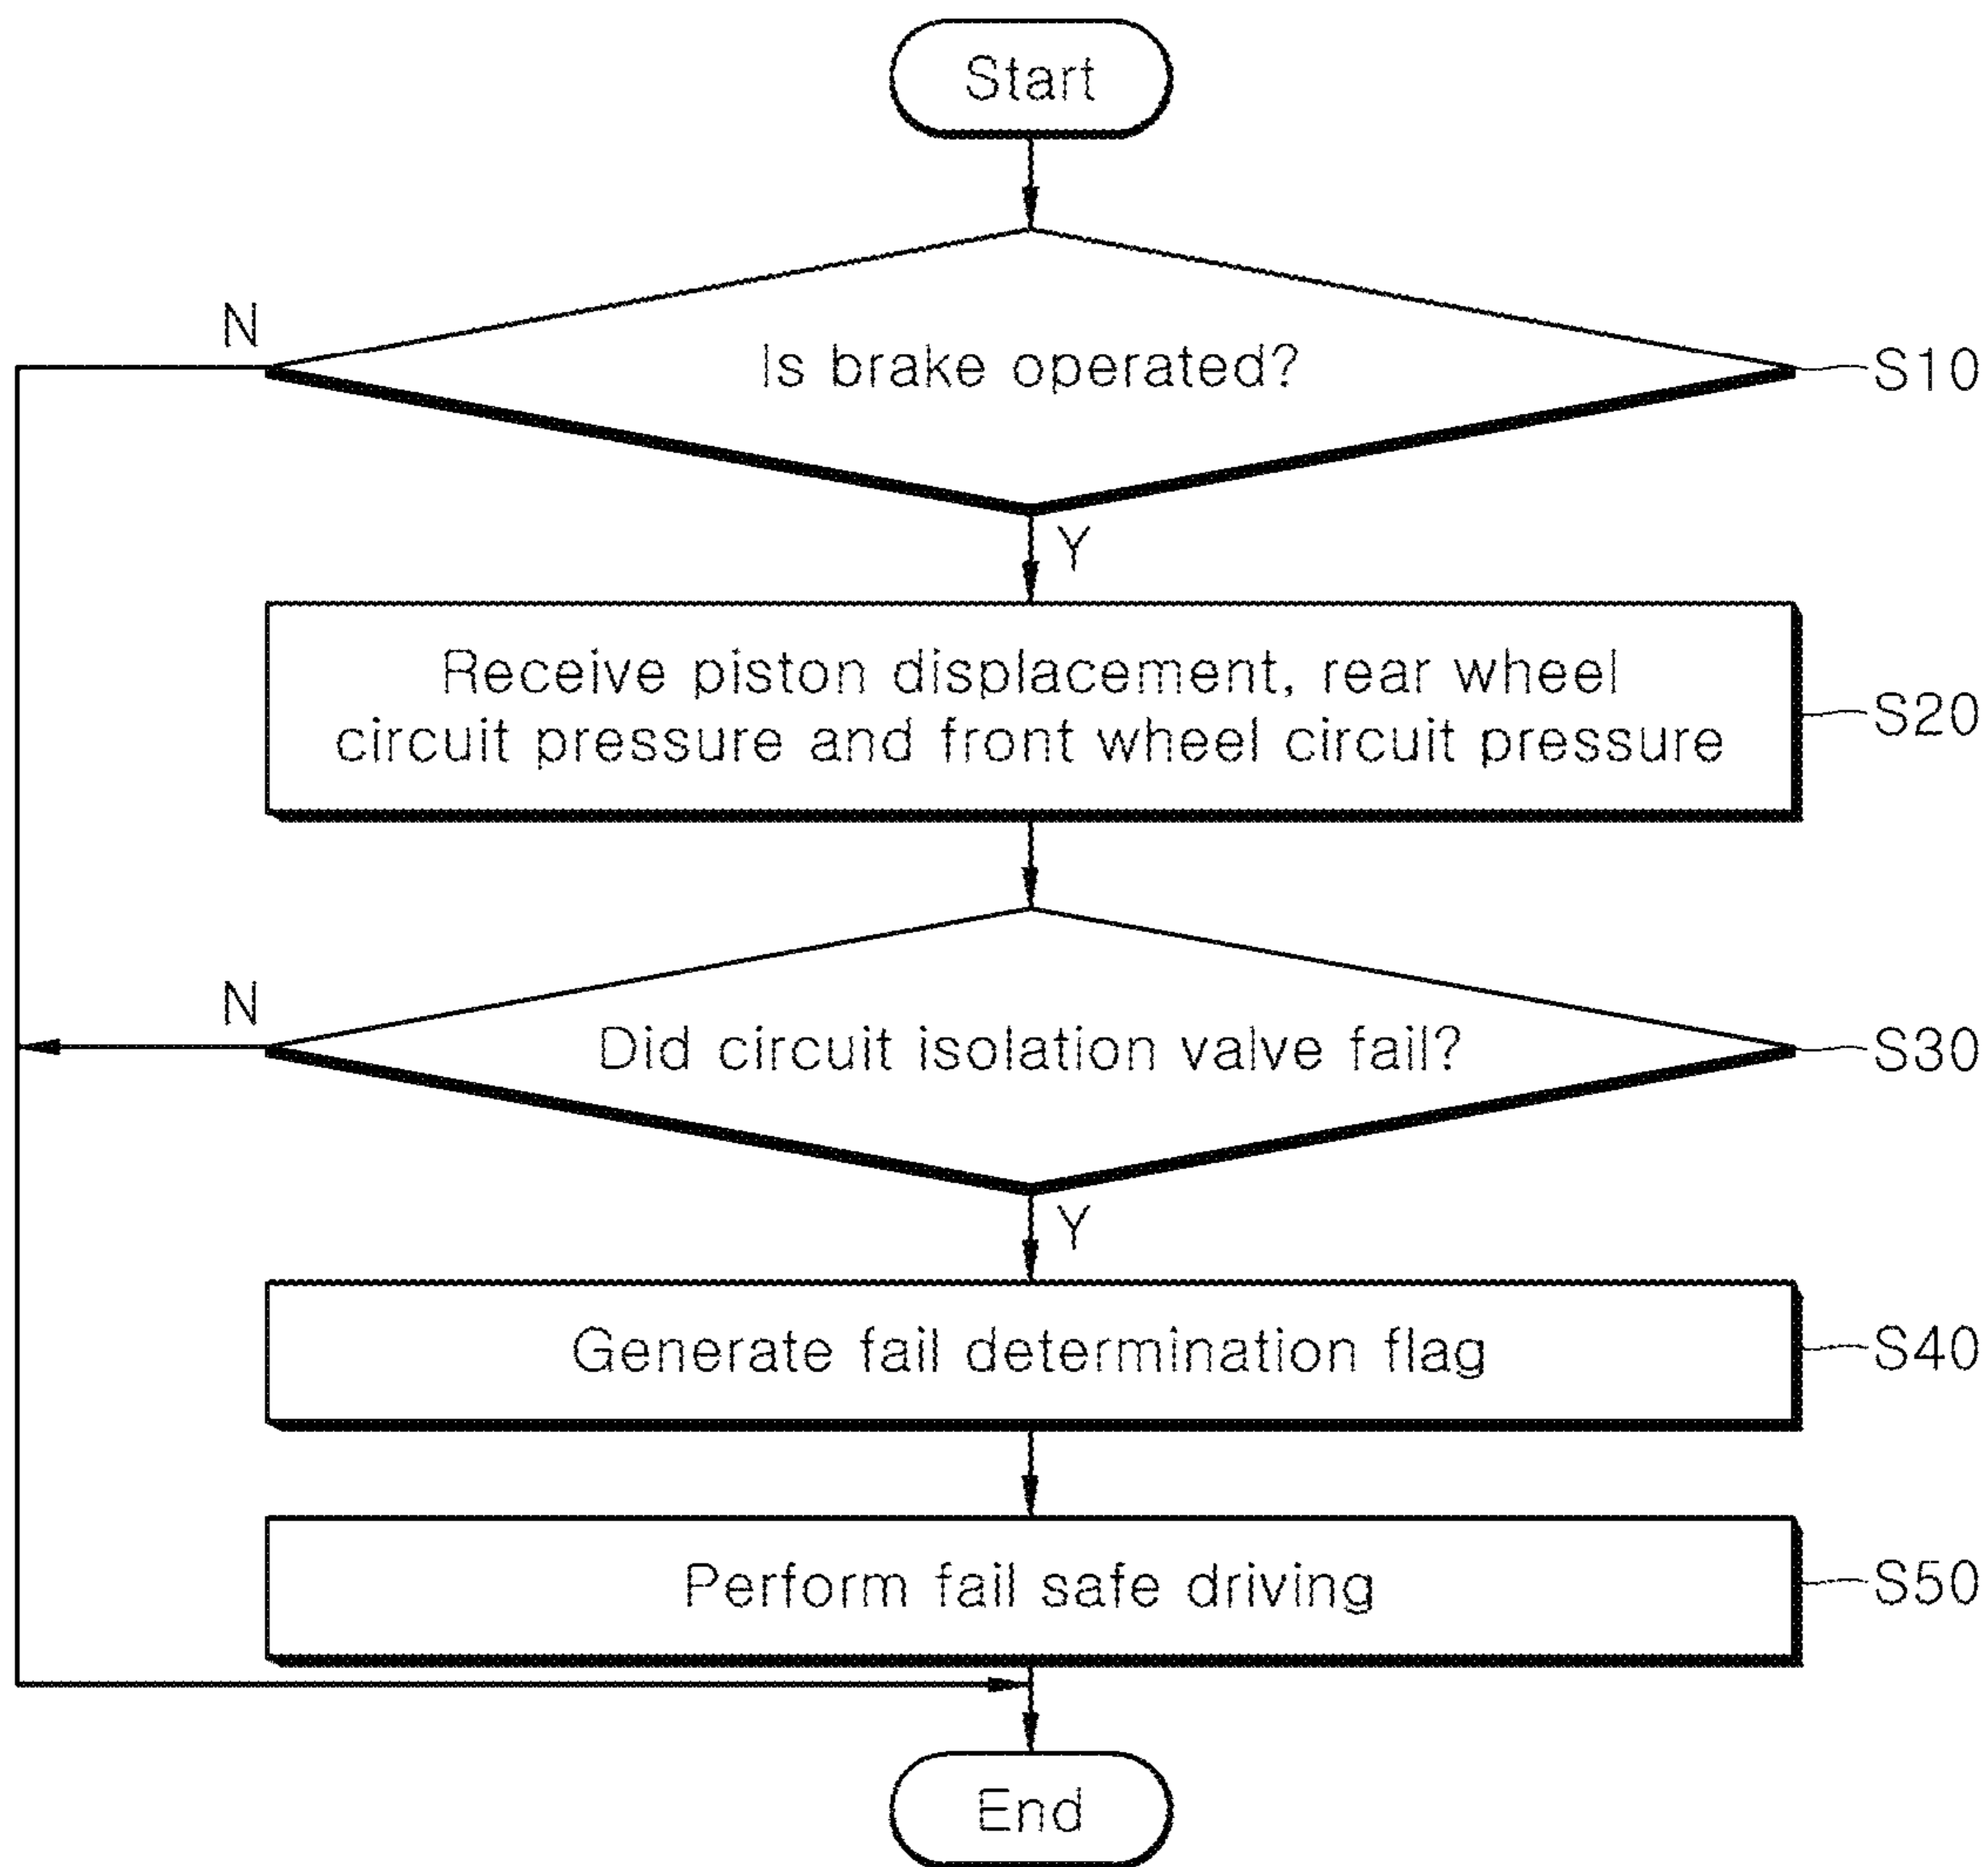 Start
N
Is brake operated?
S10
Y
Receive piston displacement, rear wheel
circuit pressure and front wheel circuit pressure
S20
N
Did circuit isolation valve fail?
S30
Y
Generate fail determination flag
S40
Perform fail safe driving
S50
End